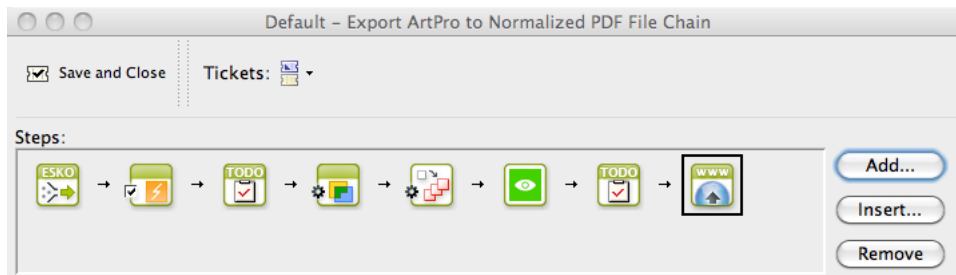 Default – Export ArtPro to Normalized PDF File Chain
Save and Close Tickets:
Steps:
ESKO TODO TODO WWW
Add...
Insert...
Remove